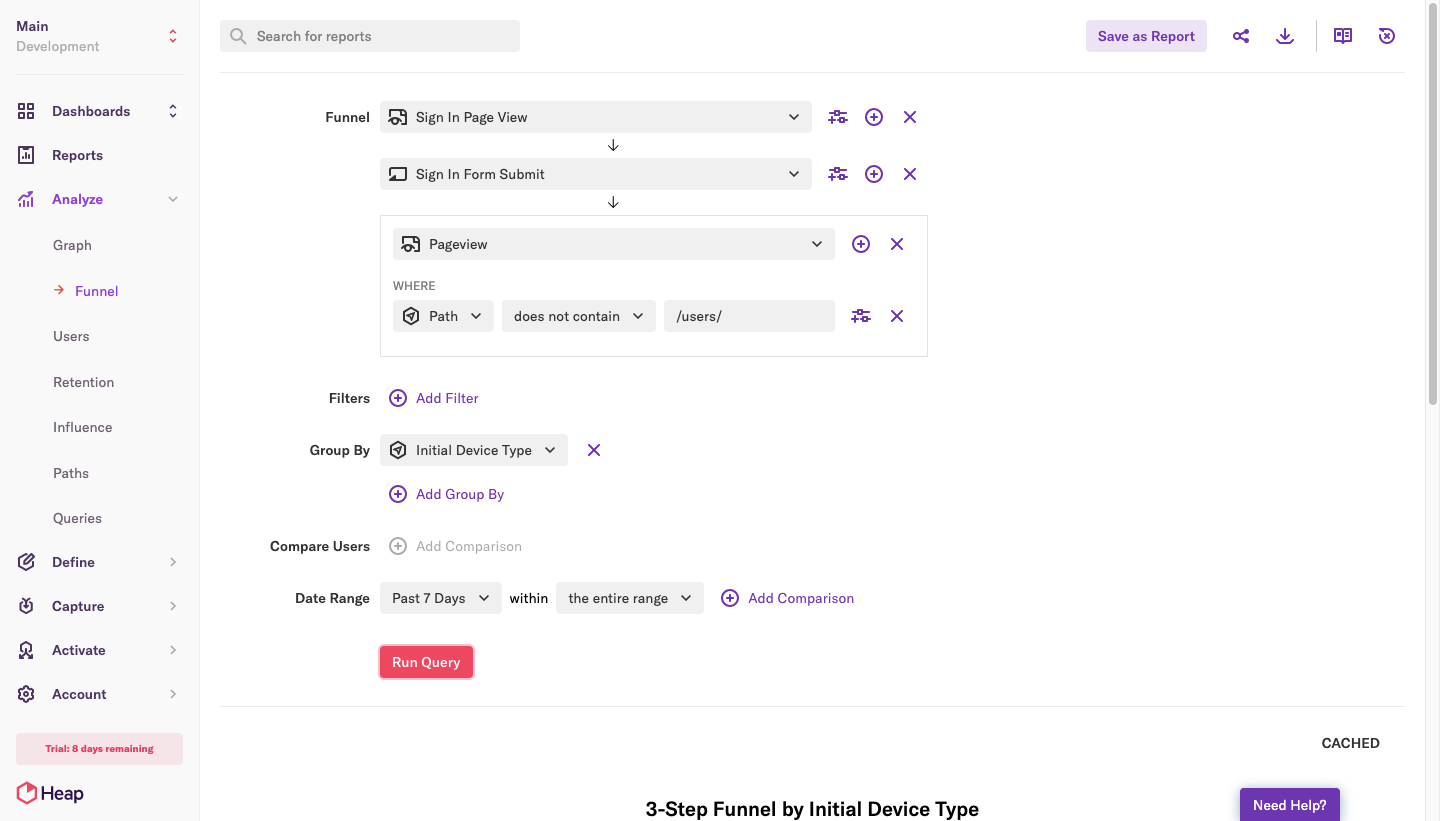 Main
Development
Dashboards
Reports
Analyze
Graph
Funnel
Users
Retention
Influence
Paths
Queries
Define
Capture
Activate
Account
Trial: 8 days remaining
Heap
Search for reports
Save as Report
Funnel
Sign In Page View
Sign In Form Submit
Pageview
WHERE
Path does not contain /users/
Filters Add Filter
Group By Initial Device Type
Add Group By
Compare Users Add Comparison
Date Range Past 7 Days within the entire range Add Comparison
Run Query
CACHED
3-Step Funnel by Initial Device Type
Need Help?